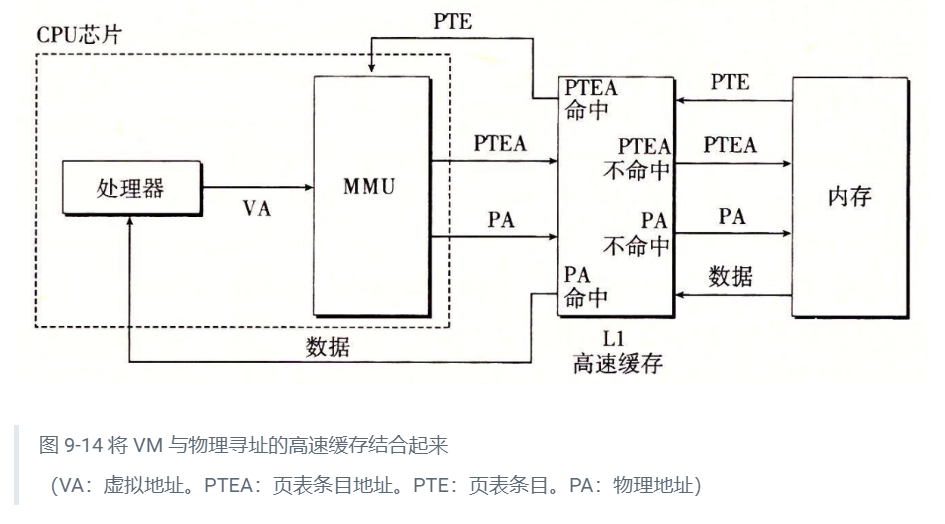 CPU芯片
PTE
PTEA
命中
PTE
PTEA
PTEA
不命中
PTEA
处理器
VA
MMU
内存
PA
PA
不命中
PA
PA
命中
数据
数据
L1
高速缓存
图 9-14 将 VM 与物理寻址的高速缓存结合起来
（VA：虚拟地址。PTEA：页表条目地址。PTE：页表条目。PA：物理地址）